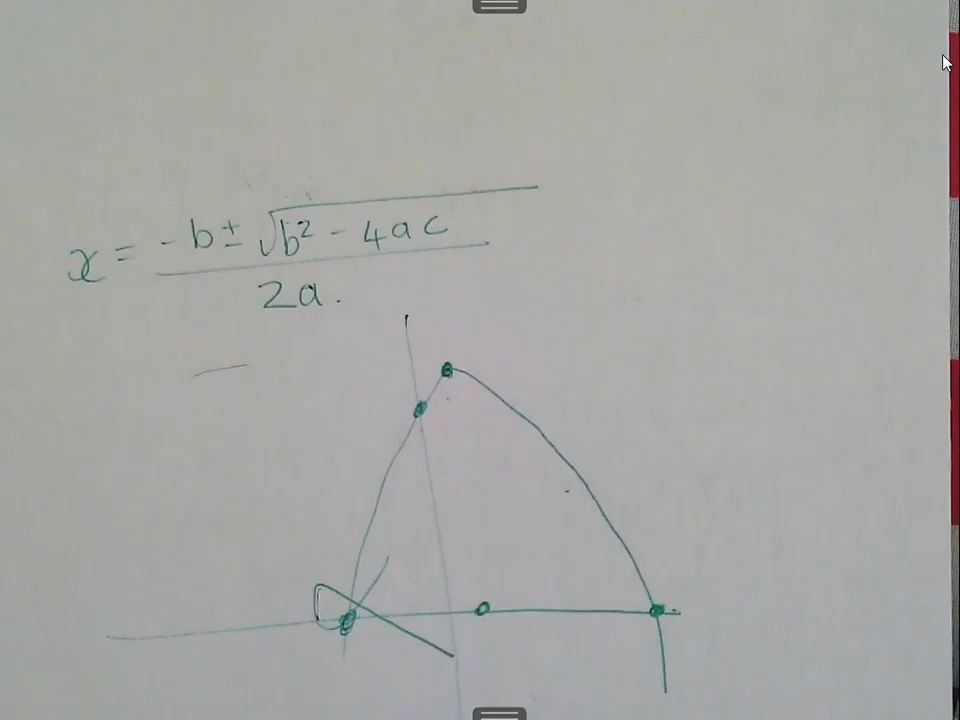 x = -b ± √b² - 4ac
2a.